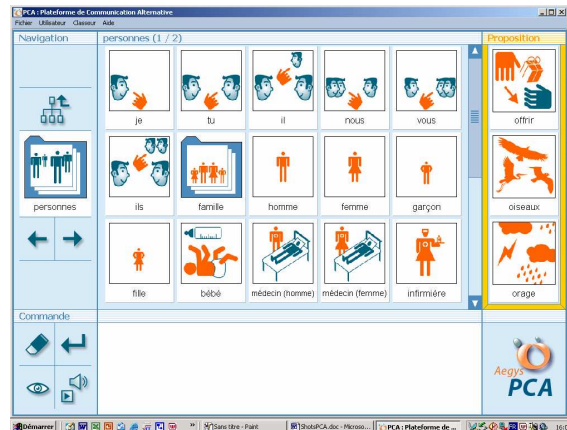 PCA : Plateforme de Communication Alternative
Fichier Utilisateur Classeur Aide
Navigation
personnes (1 / 2)
Proposition
je tu il nous vous
offrir
personnes
ils famille homme femme garçon
oiseaux
fille bébé médecin (homme) médecin (femme) infirmière
orage
Commande
Aegys
PCA
Démarrer
Sans titre - Paint
ShotsPCA.doc - Microso...
PCA : Plateforme de ...